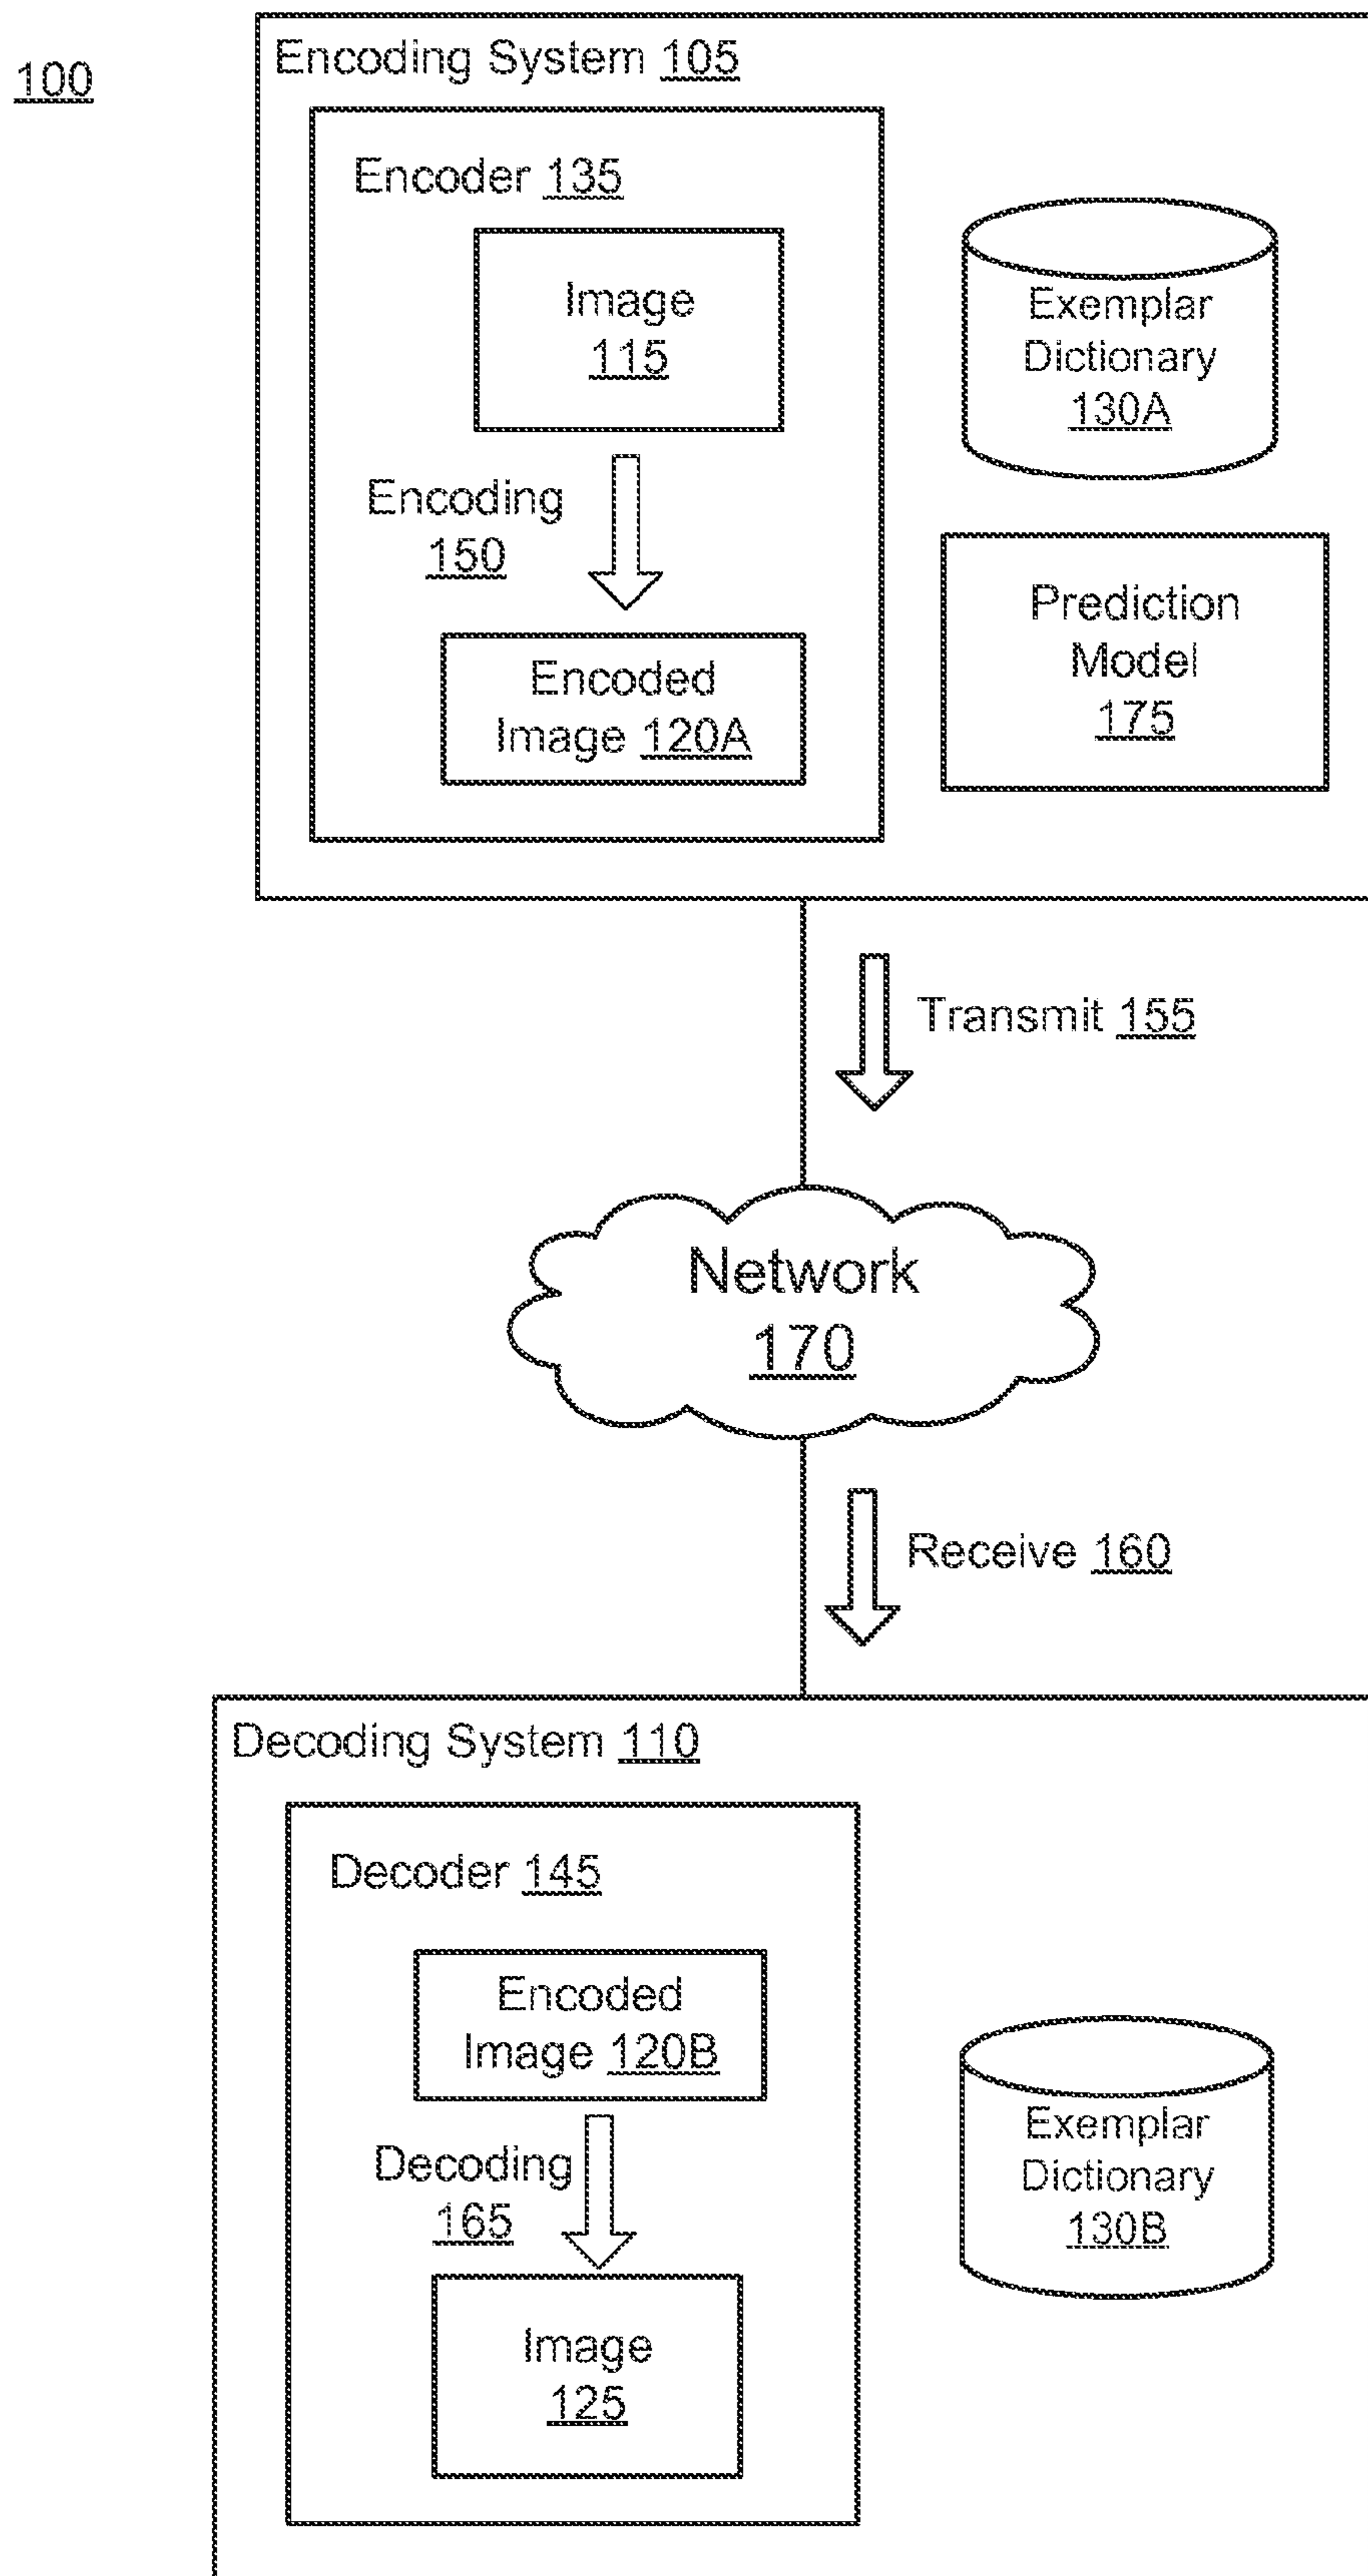 100
Encoding System 105
Encoder 135
Image
115
Encoding
150
Encoded
Image 120A
Exemplar
Dictionary
130A
Prediction
Model
175
Transmit 155
Network
170
Receive 160
Decoding System 110
Decoder 145
Encoded
Image 120B
Decoding
165
Image
125
Exemplar
Dictionary
130B